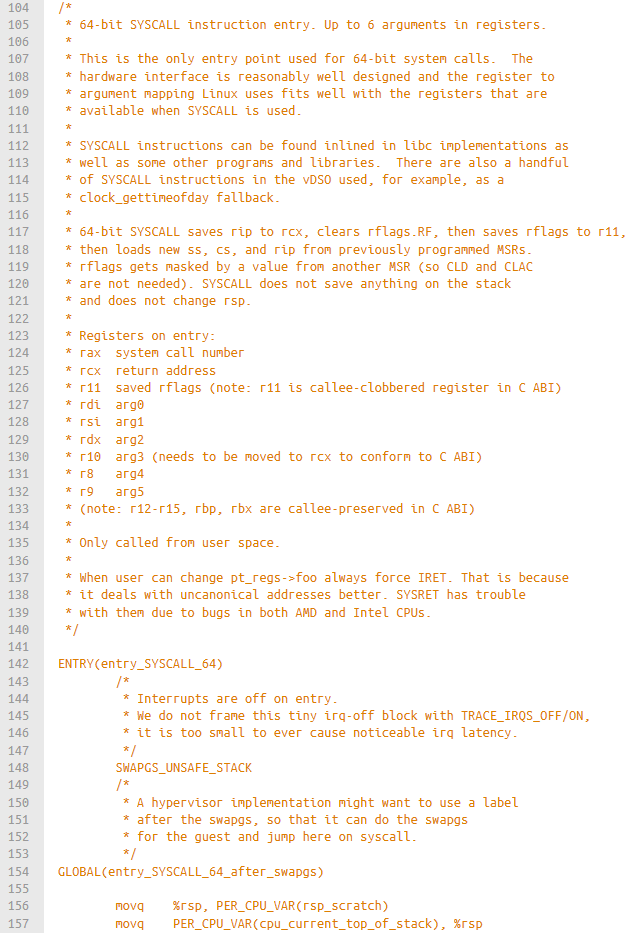 104 /*
105  * 64-bit SYSCALL instruction entry. Up to 6 arguments in registers.
106  *
107  * This is the only entry point used for 64-bit system calls.  The
108  * hardware interface is reasonably well designed and the register to
109  * argument mapping Linux uses fits well with the registers that are
110  * available when SYSCALL is used.
111  *
112  * SYSCALL instructions can be found inlined in libc implementations as
113  * well as some other programs and libraries.  There are also a handful
114  * of SYSCALL instructions in the vDSO used, for example, as a
115  * clock_gettimeofday fallback.
116  *
117  * 64-bit SYSCALL saves rip to rcx, clears rflags.RF, then saves rflags to r11,
118  * then loads new ss, cs, and rip from previously programmed MSRs.
119  * rflags gets masked by a value from another MSR (so CLD and CLAC
120  * are not needed). SYSCALL does not save anything on the stack
121  * and does not change rsp.
122  *
123  * Registers on entry:
124  * rax  system call number
125  * rcx  return address
126  * r11  saved rflags (note: r11 is callee-clobbered register in C ABI)
127  * rdi  arg0
128  * rsi  arg1
129  * rdx  arg2
130  * r10  arg3 (needs to be moved to rcx to conform to C ABI)
131  * r8   arg4
132  * r9   arg5
133  * (note: r12-r15, rbp, rbx are callee-preserved in C ABI)
134  *
135  * Only called from user space.
136  *
137  * When user can change pt_regs->foo always force IRET. That is because
138  * it deals with uncanonical addresses better. SYSRET has trouble
139  * with them due to bugs in both AMD and Intel CPUs.
140  */
141
142 ENTRY(entry_SYSCALL_64)
143         /*
144          * Interrupts are off on entry.
145          * We do not frame this tiny irq-off block with TRACE_IRQS_OFF/ON,
146          * it is too small to ever cause noticeable irq latency.
147          */
148         SWAPGS_UNSAFE_STACK
149         /*
150          * A hypervisor implementation might want to use a label
151          * after the swapgs, so that it can do the swapgs
152          * for the guest and jump here on syscall.
153          */
154 GLOBAL(entry_SYSCALL_64_after_swapgs)
155
156         movq    %rsp, PER_CPU_VAR(rsp_scratch)
157         movq    PER_CPU_VAR(cpu_current_top_of_stack), %rsp